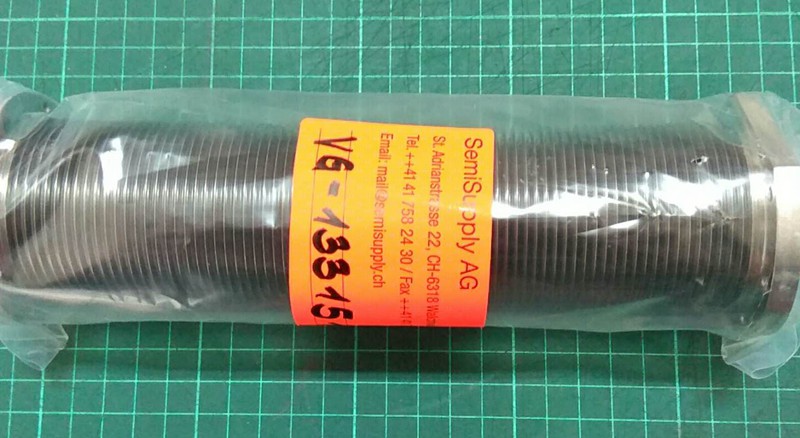 SemiSupply AG
St. Adrianstrasse 22, CH-6318
Tel. ++41 41 758 24 30 / Fax ++41
Email: mail@semisupply.ch
VG-13315